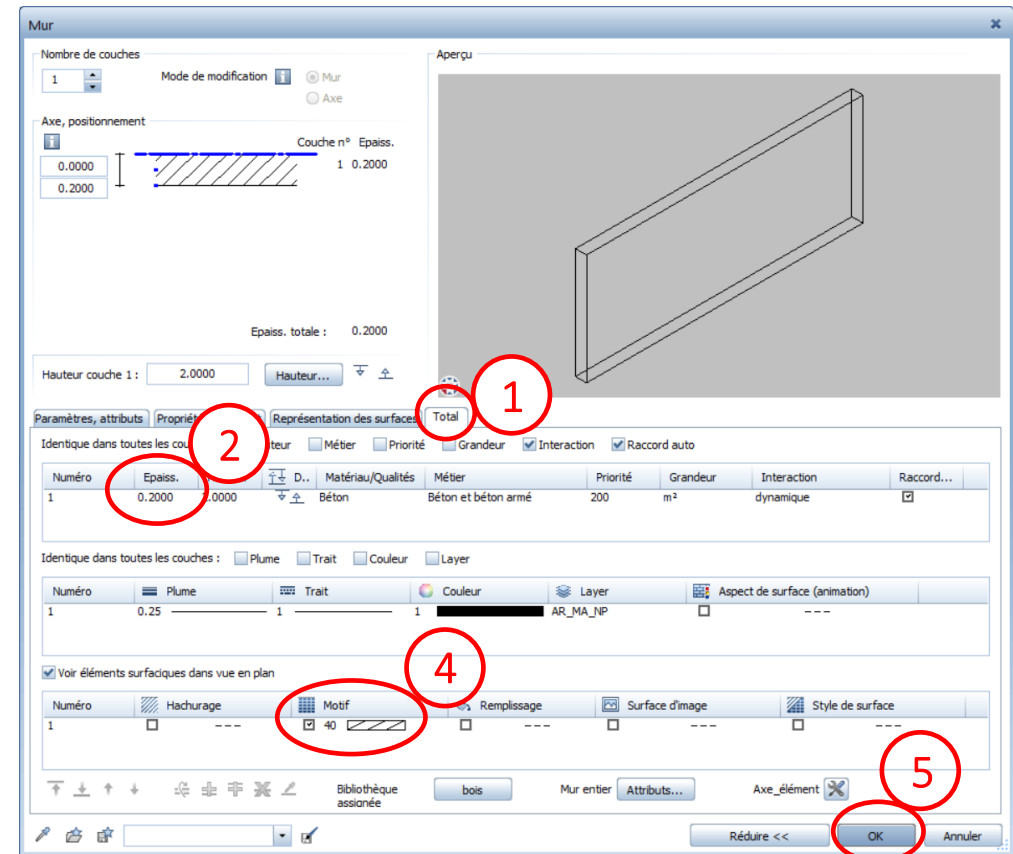 Mur
Nombre de couches
1
Mode de modification
Mur
Axe
Aperçu
Axe, positionnement
Couche n° Epaiss.
0.0000
0.2000
1 0.2000
Epaiss. totale : 0.2000
Hauteur couche 1 : 2.0000 Hauteur...
1
Paramètres, attributs Représentation des surfaces Total
2
Identique dans toutes les Métier Priorité Grandeur Interaction Raccord auto
Numéro Epaiss. D.. Matériau/Qualités Métier Priorité Grandeur Interaction Raccord...
1 0.2000 2.0000 Béton Béton et béton armé 200 m² dynamique
Identique dans toutes les couches : Plume Trait Couleur Layer
Numéro Plume Trait Couleur Layer Aspect de surface (animation)
1 0.25 1 1 AR_MA_NP ---
4
Voir éléments surfaciques dans vue en plan
Numéro Hachurage Motif Remplissage Surface d'image Style de surface
1 --- 40 --- --- ---
5
Bibliothèque assignée bois Mur entier Attributs... Axe_élément
Réduire << OK Annuler